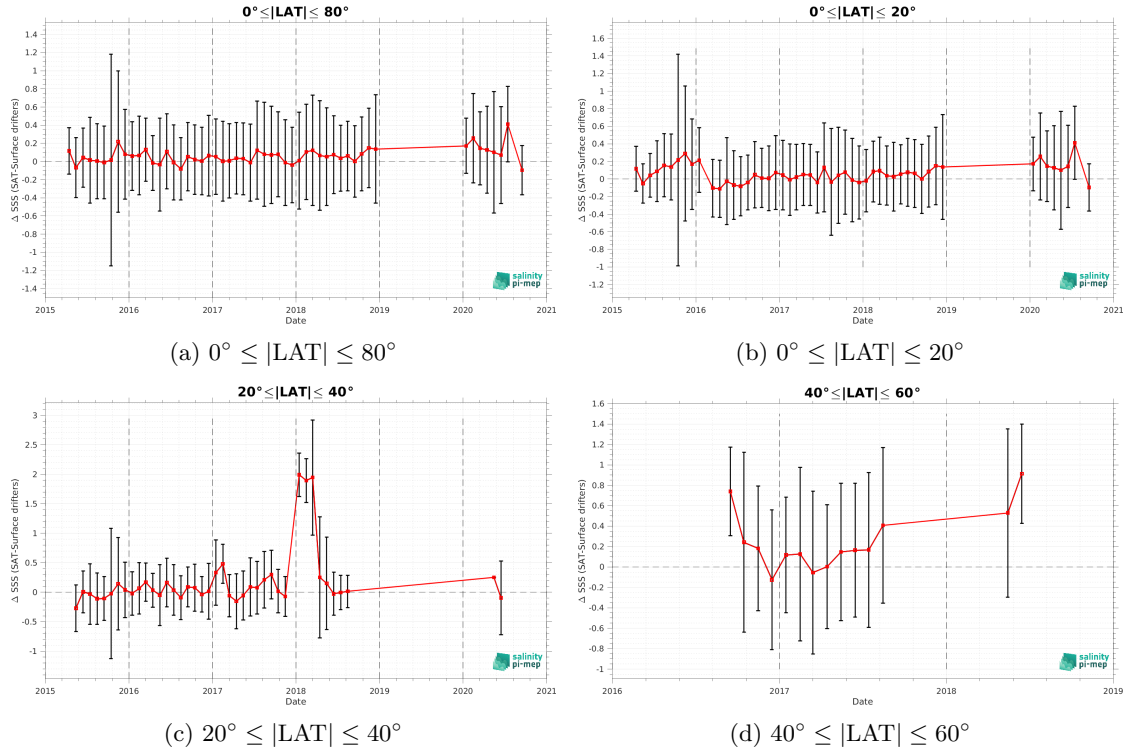 0°≤|LAT|≤ 80°
1.4
1.2
1
0.8
0.6
0.4
0.2
0
-0.2
-0.4
-0.6
-0.8
-1
-1.2
-1.4
Δ SSS (SAT-Surface drifters)
2015 2016 2017 2018 2019 2020 2021
Date
salinity
pi-mep
(a) 0° ≤ |LAT| ≤ 80°
0°≤|LAT|≤ 20°
1.6
1.4
1.2
1
0.8
0.6
0.4
0.2
0
-0.2
-0.4
-0.6
-0.8
-1
-1.2
Δ SSS (SAT-Surface drifters)
2015 2016 2017 2018 2019 2020 2021
Date
salinity
pi-mep
(b) 0° ≤ |LAT| ≤ 20°
20°≤|LAT|≤ 40°
3
2.5
2
1.5
1
0.5
0
-0.5
-1
Δ SSS (SAT-Surface drifters)
2015 2016 2017 2018 2019 2020 2021
Date
salinity
pi-mep
(c) 20° ≤ |LAT| ≤ 40°
40°≤|LAT|≤ 60°
1.6
1.4
1.2
1
0.8
0.6
0.4
0.2
0
-0.2
-0.4
-0.6
-0.8
-1
Δ SSS (SAT-Surface drifters)
2016 2017 2018 2019
Date
salinity
pi-mep
(d) 40° ≤ |LAT| ≤ 60°